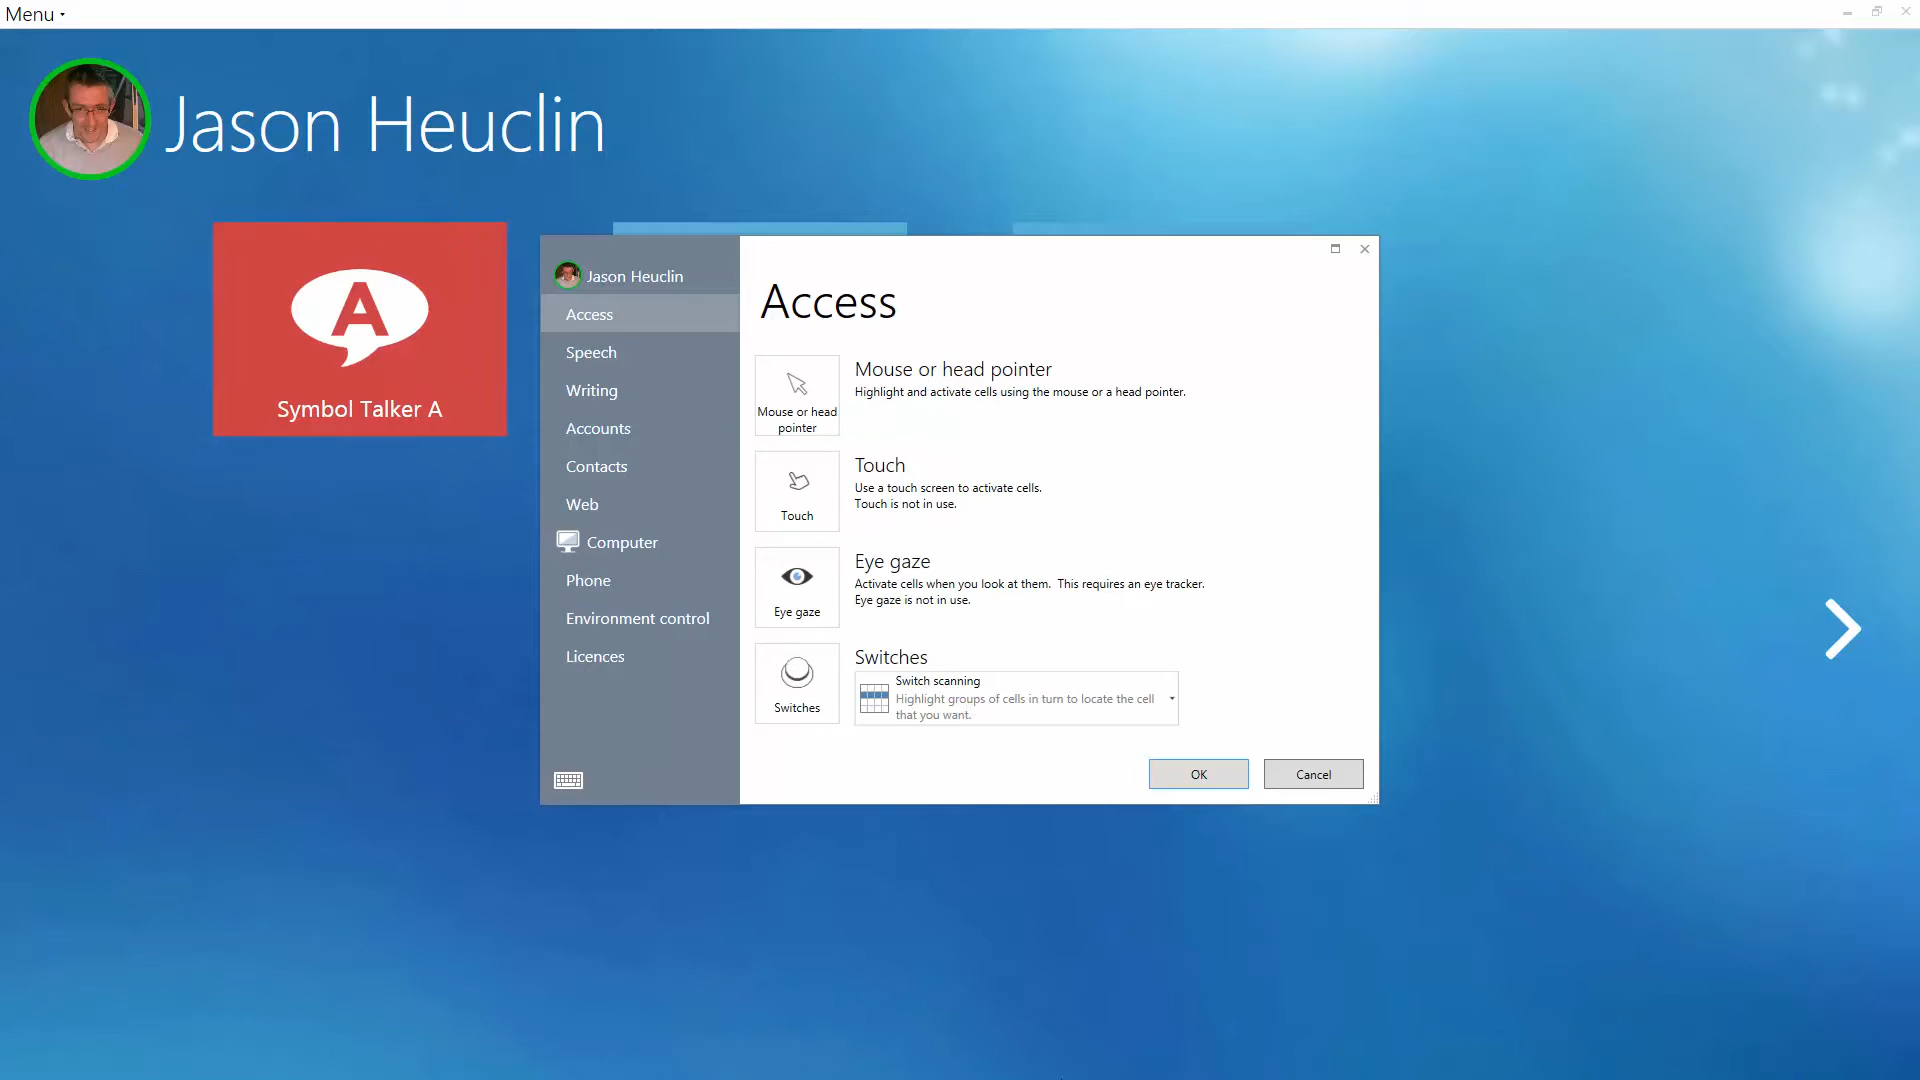 Menu
Jason Heuclin
A
Symbol Talker A
Jason Heuclin
Access
Speech
Writing
Accounts
Contacts
Web
Computer
Phone
Environment control
Licences
Access
Mouse or head
pointer
Mouse or head pointer
Highlight and activate cells using the mouse or a head pointer.
Touch
Touch
Use a touch screen to activate cells.
Touch is not in use.
Eye gaze
Eye gaze
Activate cells when you look at them. This requires an eye tracker.
Eye gaze is not in use.
Switches
Switches
Switch scanning
Highlight groups of cells in turn to locate the cell
that you want.
OK
Cancel